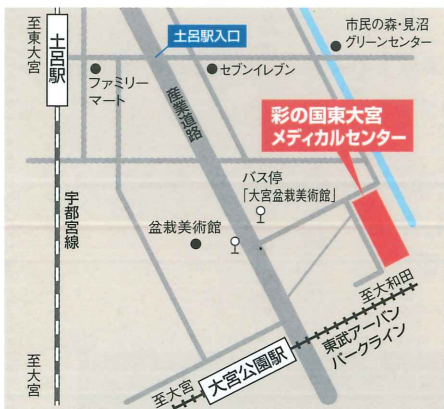 至東大宮
土呂駅
宇都宮線
至大宮
土呂駅入口
ファミリー
マート
セブンイレブン
市民の森・見沼
グリーンセンター
産業道路
彩の国東大宮
メディカルセンター
バス停
「大宮盆栽美術館」
盆栽美術館
至大和田
東武アーバン
パークライン
大宮公園駅
至大宮